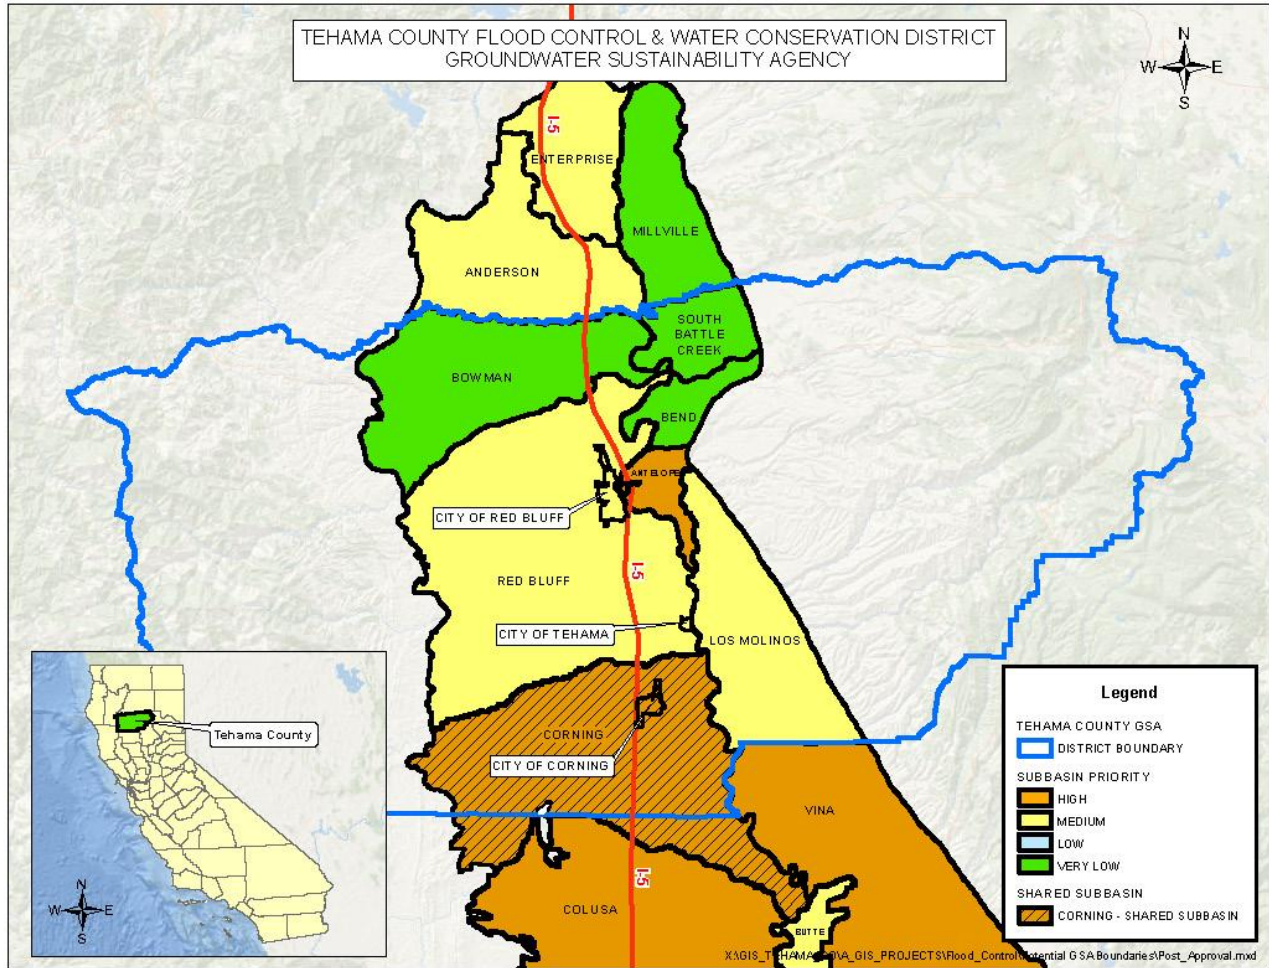 TEHAMA COUNTY FLOOD CONTROL & WATER CONSERVATION DISTRICT
GROUNDWATER SUSTAINABILITY AGENCY
N
W E
S
I-5
ENTERPRISE
MILLVILLE
ANDERSON
SOUTH
BATTLE
CREEK
BOWMAN
BEND
ANTELOPE
CITY OF RED BLUFF
I-5
RED BLUFF
CITY OF TEHAMA
LOS MOLINOS
CORNING
CITY OF CORNING
VINA
I-5
COLUSA
BUTTE
Tehama County
N
W E
S
Legend
TEHAMA COUNTY GSA
DISTRICT BOUNDARY
SUBBASIN PRIORITY
HIGH
MEDIUM
LOW
VERY LOW
SHARED SUBBASIN
CORNING - SHARED SUBBASIN